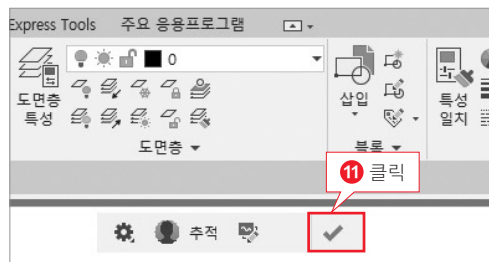 Express Tools 주요 응용프로그램
0
도면층
특성
도면층
삽입
블록
특성
일치
11 클릭
추적